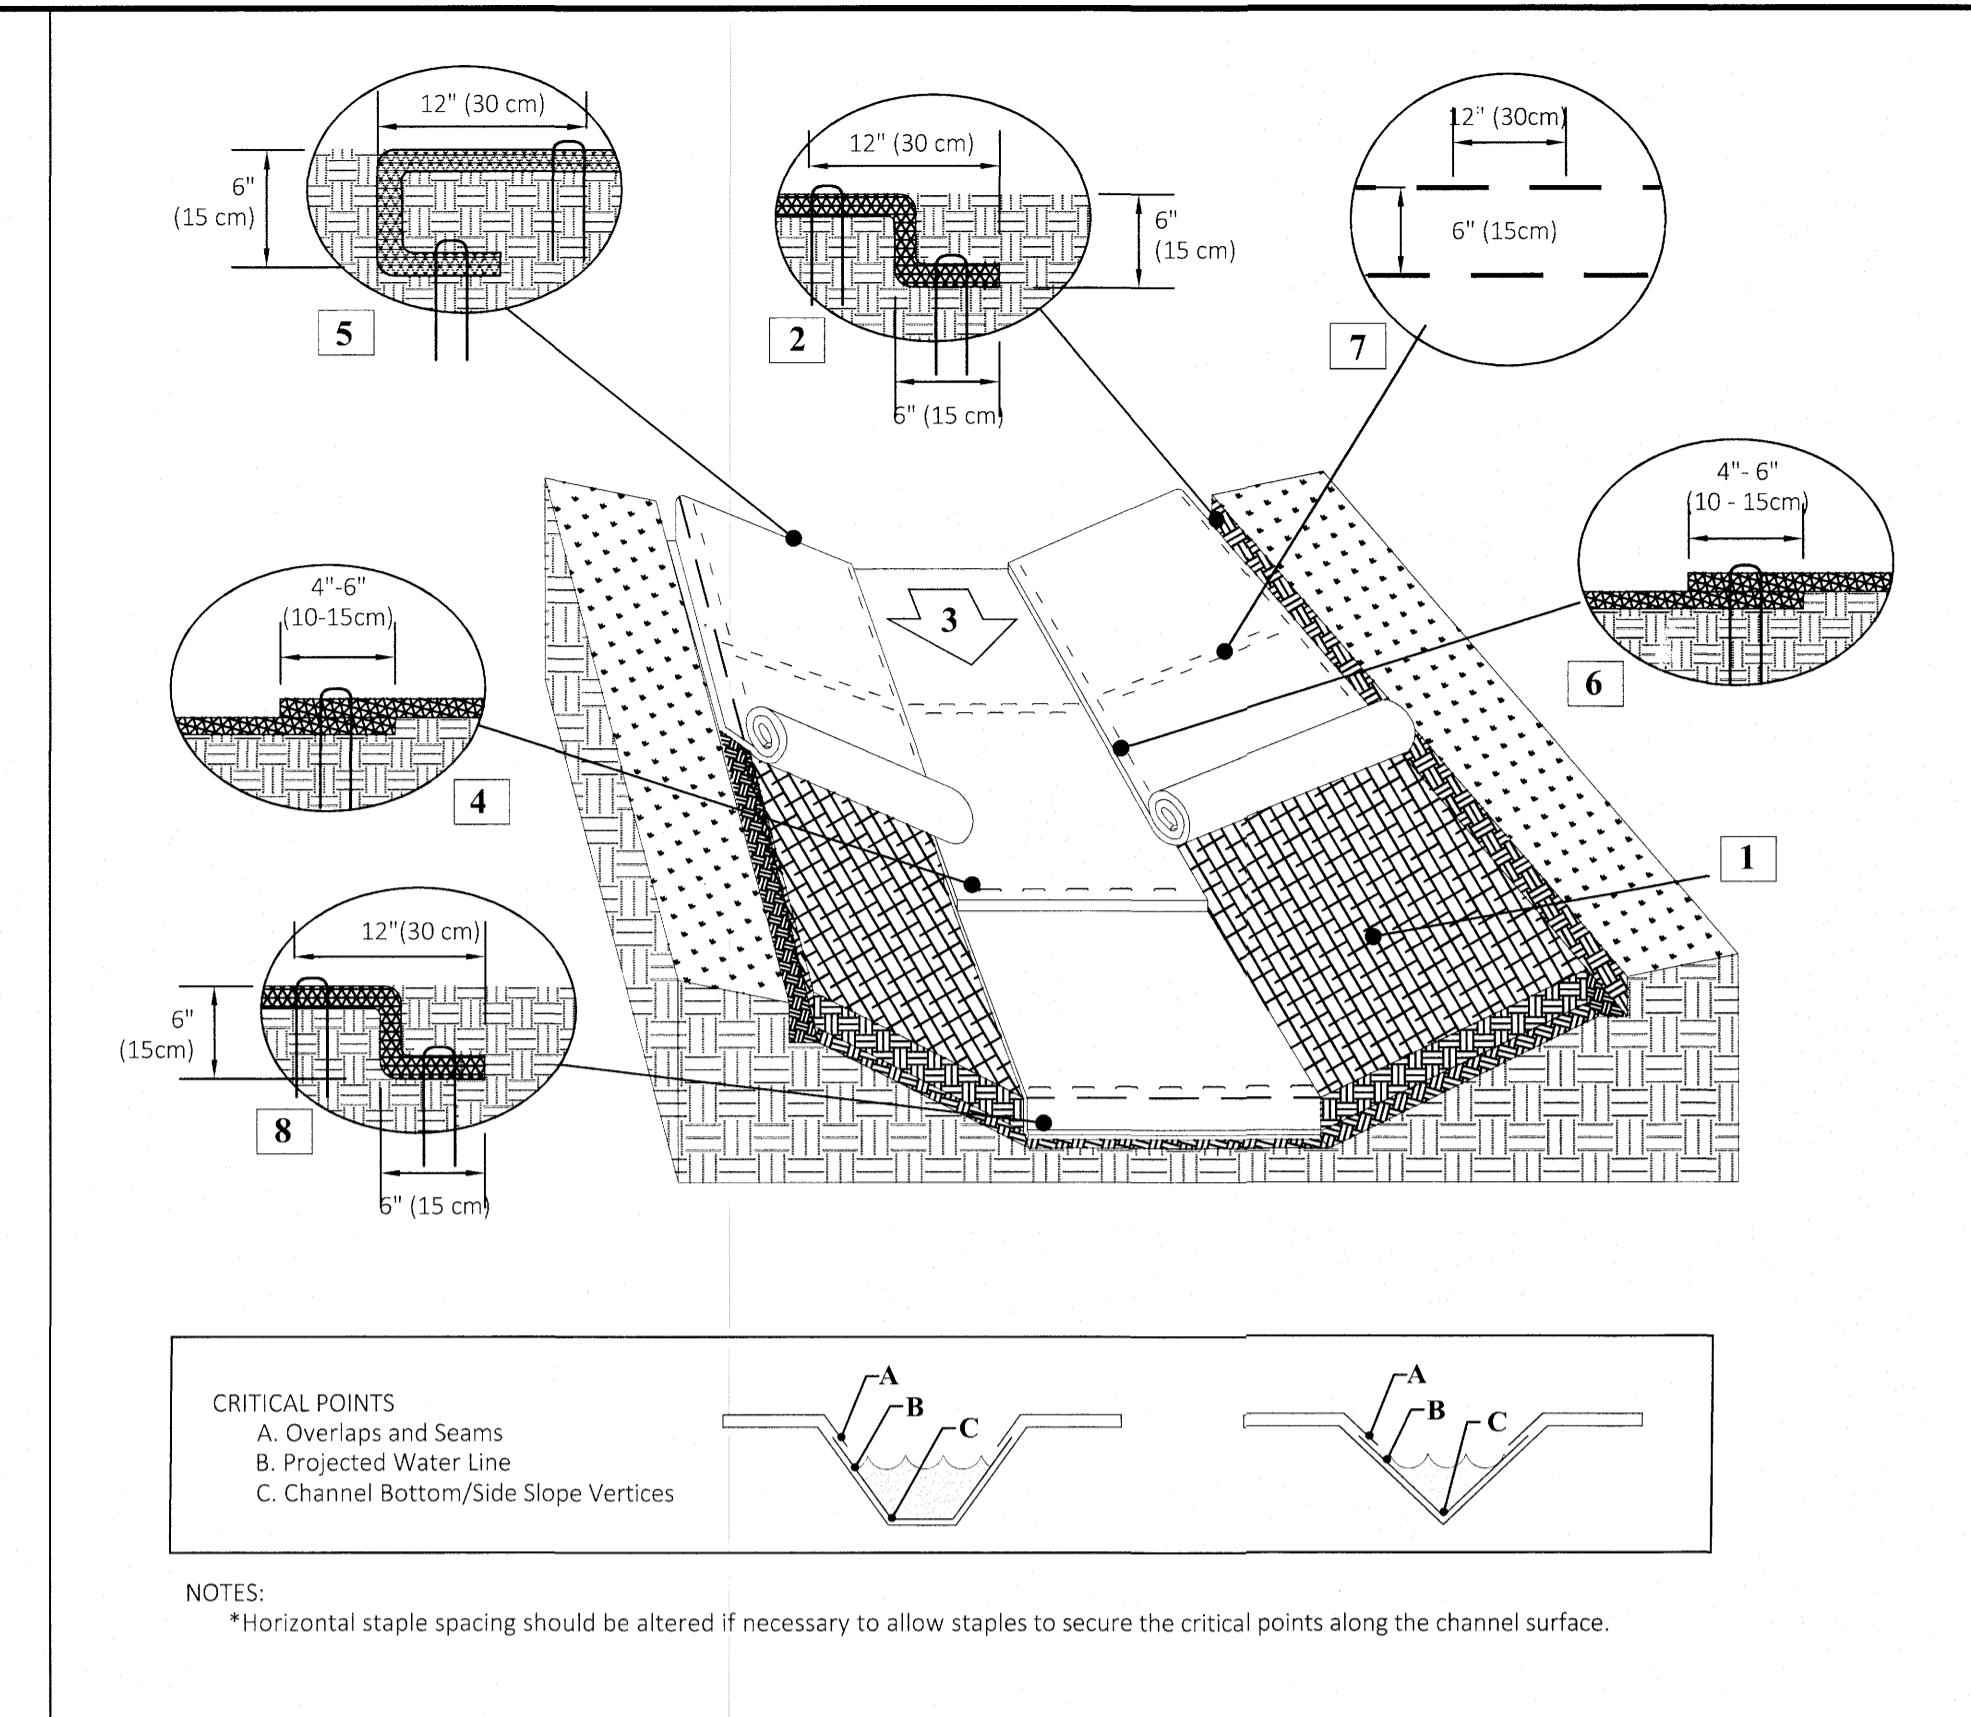 12" (30 cm)
6"
(15 cm)
5
12" (30 cm)
6"
(15 cm)
2
6" (15 cm)
12" (30cm)
6" (15cm)
7
4"- 6"
(10 - 15cm)
6
3
4"-6"
(10-15cm)
4
1
12"(30 cm)
6"
(15cm)
8
6" (15 cm)
CRITICAL POINTS
A. Overlaps and Seams
B. Projected Water Line
C. Channel Bottom/Side Slope Vertices
A
B
C
A
B
C
NOTES:
*Horizontal staple spacing should be altered if necessary to allow staples to secure the critical points along the channel surface.